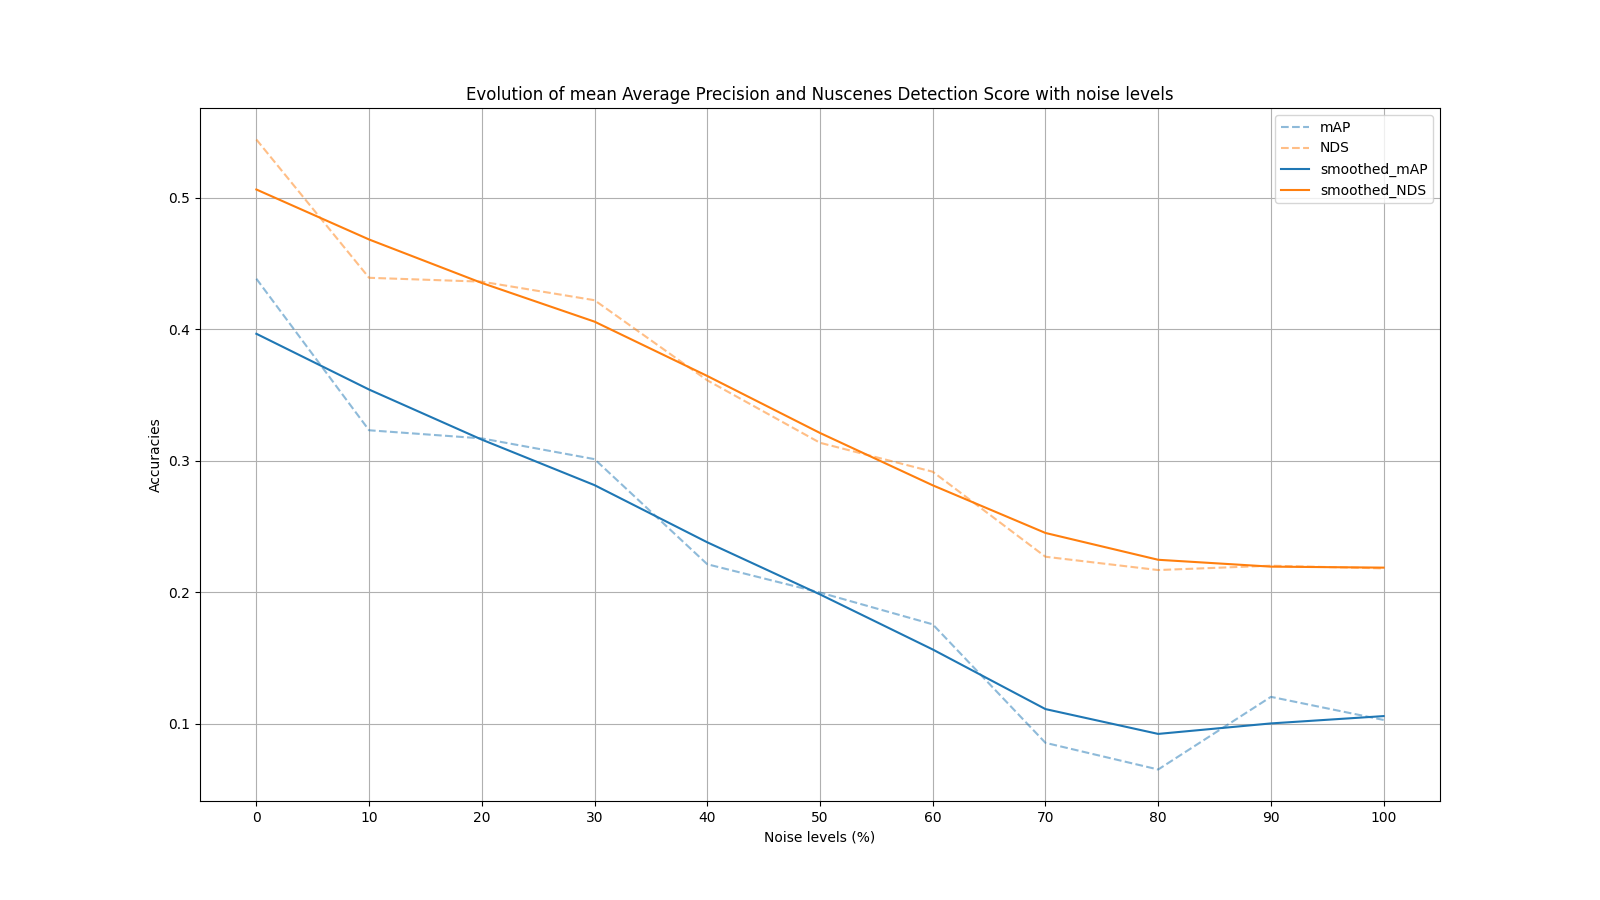 Evolution of mean Average Precision and Nuscenes Detection Score with noise levels
mAP
NDS
smoothed_mAP
smoothed_NDS
0.5
0.4
0.3
0.2
0.1
Accuracies
0 10 20 30 40 50 60 70 80 90 100
Noise levels (%)